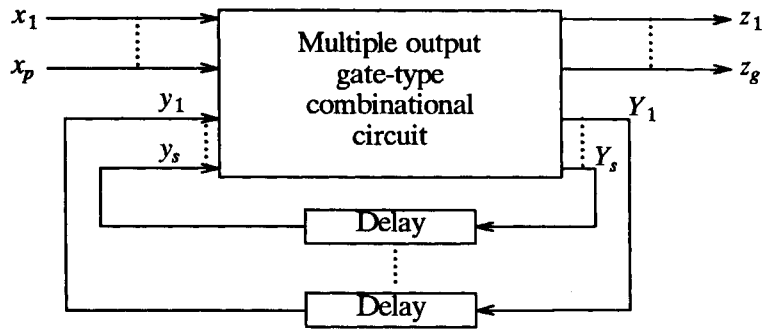 x1
z1
Multiple output
gate-type
combinational
circuit
xp
zg
y1
Y1
ys
Ys
Delay
Delay